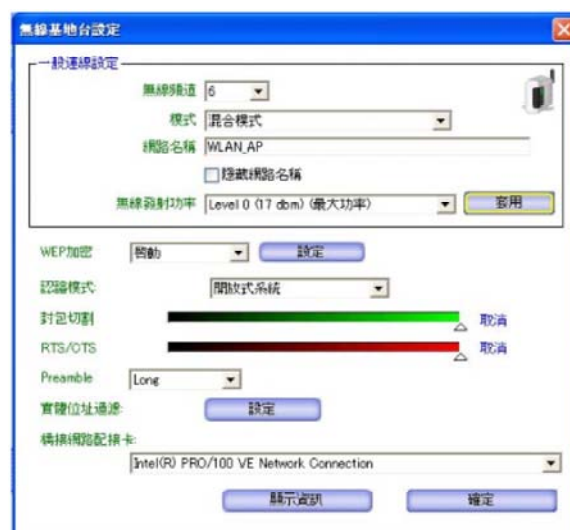 無線基地台設定
一般連線設定
無線頻道 6
模式 混合模式
網路名稱 WLAN_AP
隱藏網路名稱
無線發射功率 Level 0 (17 dbm) (最大功率) 套用
WEP加密 啓動 設定
認證模式: 開放式系統
封包切割 取消
RTS/CTS 取消
Preamble Long
實體位址過濾: 設定
橋接網路配接卡:
Intel(R) PRO/100 VE Network Connection
顯示資訊 確定